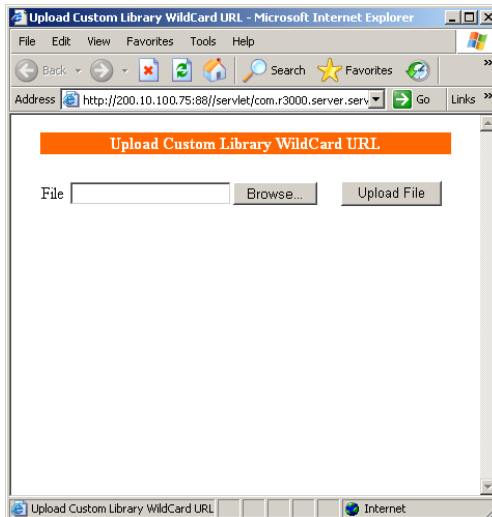 Upload Custom Library WildCard URL - Microsoft Internet Explorer
File Edit View Favorites Tools Help
Back Search Favorites »
Address http://200.10.100.75:88//servlet/com.r3000.server.serv Go Links »
Upload Custom Library WildCard URL
File Browse... Upload File
Upload Custom Library WildCard URL Internet